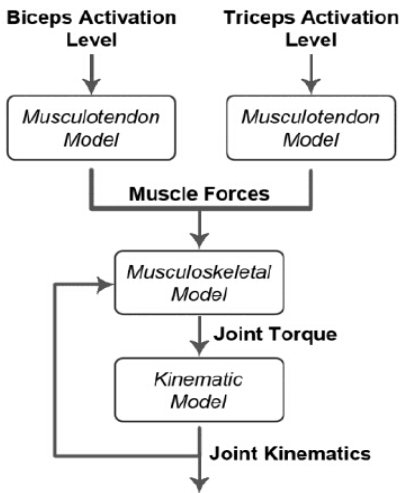 Biceps Activation
Level
Triceps Activation
Level
Musculotendon
Model
Musculotendon
Model
Muscle Forces
Musculoskeletal
Model
Joint Torque
Kinematic
Model
Joint Kinematics